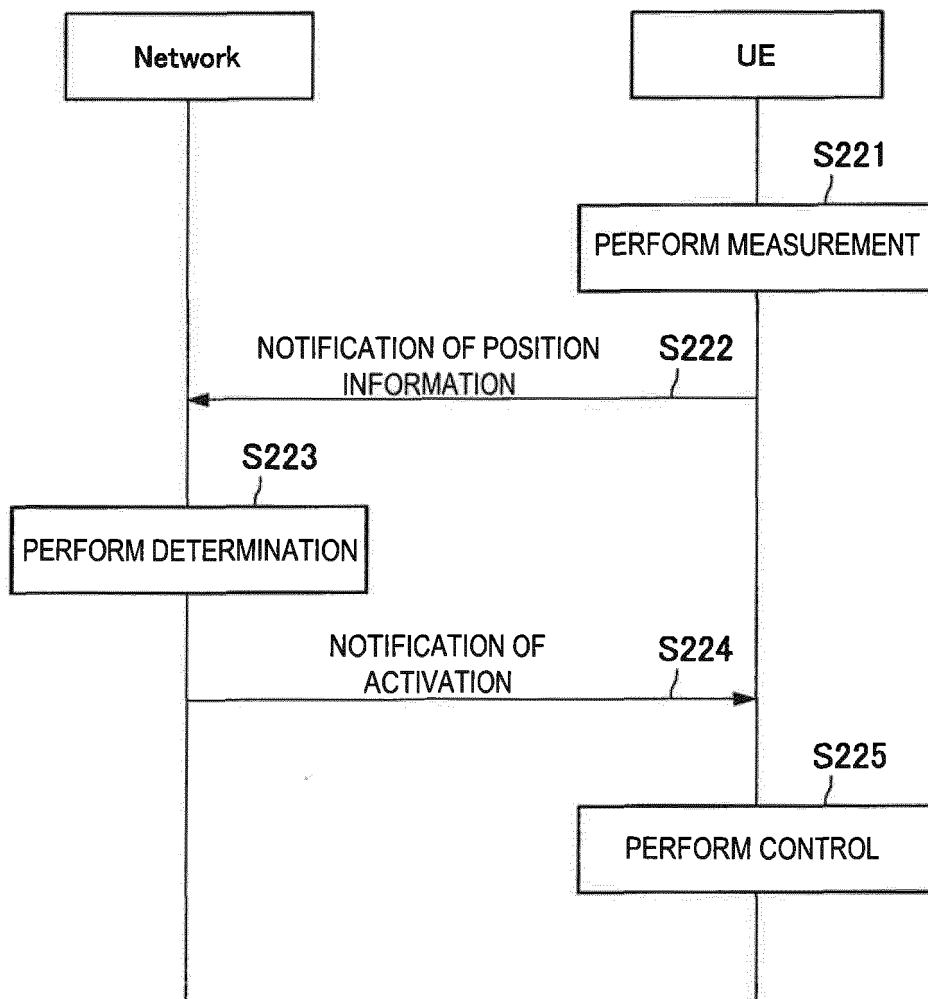 Network
UE
S221
PERFORM MEASUREMENT
NOTIFICATION OF POSITION
INFORMATION
S222
S223
PERFORM DETERMINATION
NOTIFICATION OF
ACTIVATION
S224
S225
PERFORM CONTROL